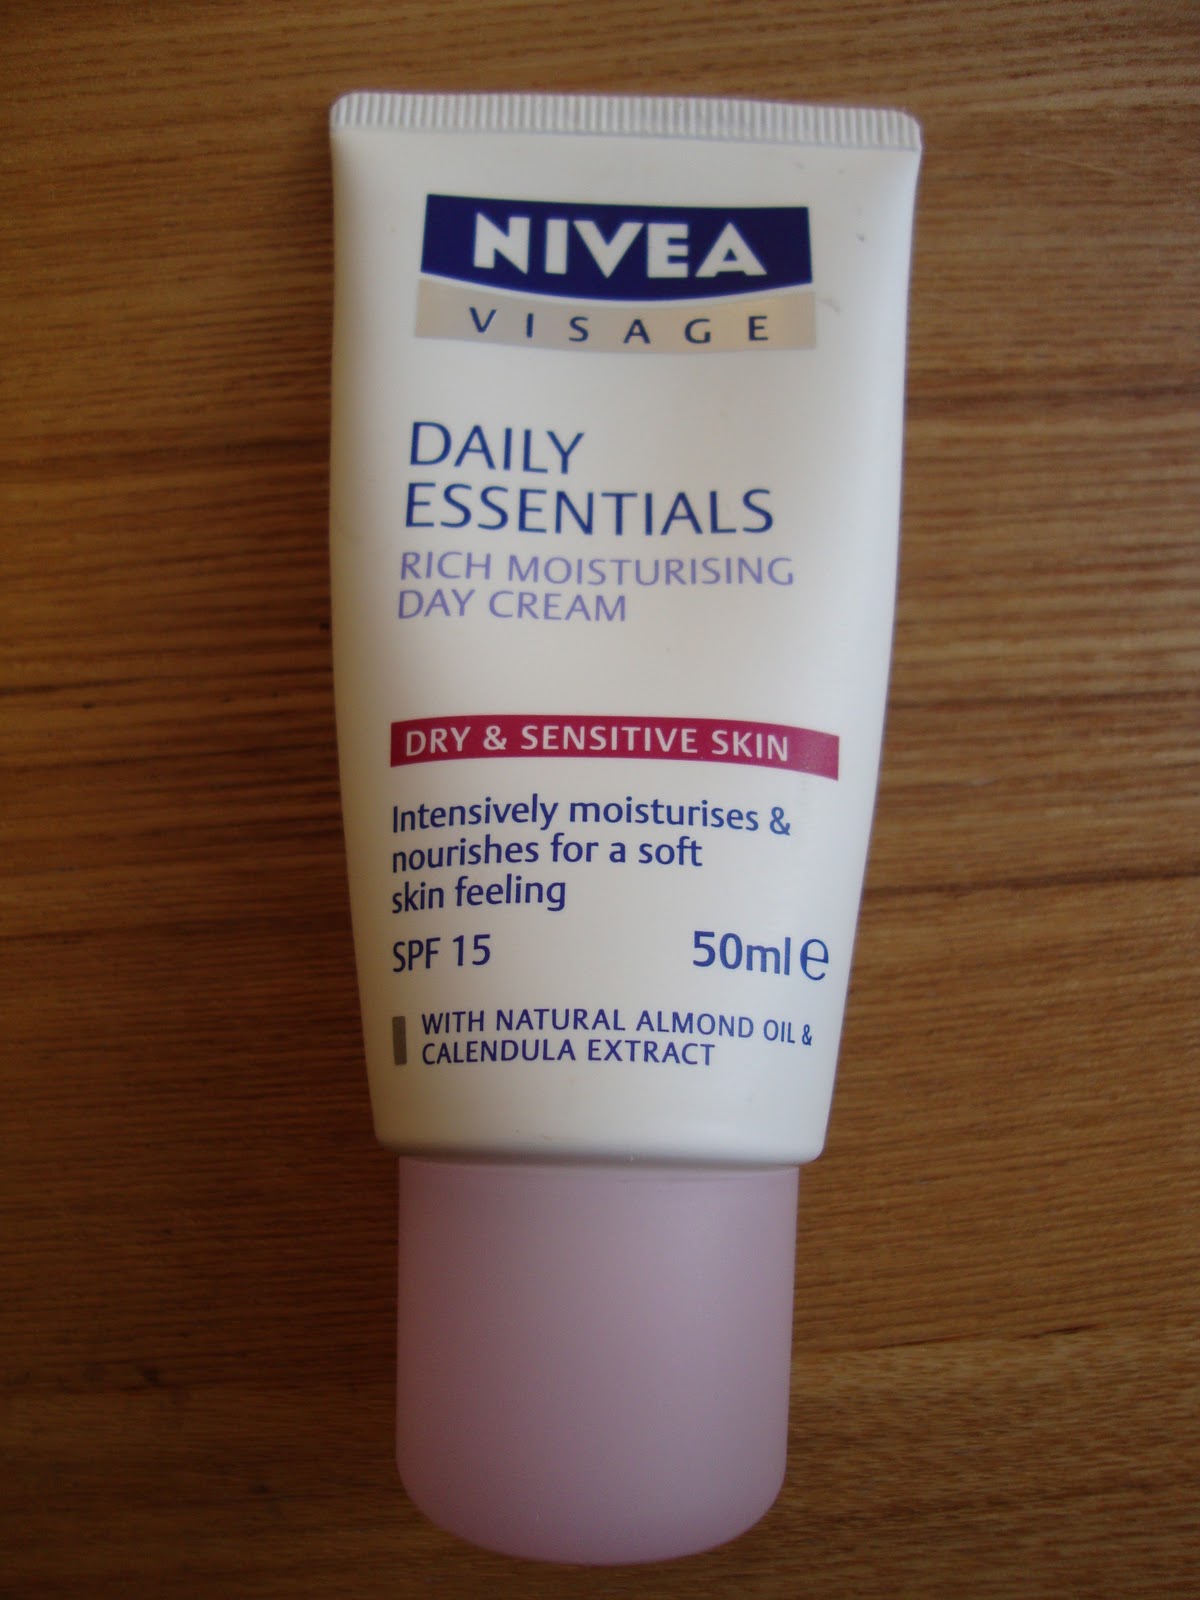 NIVEA
VISAGE
DAILY
ESSENTIALS
RICH MOISTURISING
DAY CREAM
DRY & SENSITIVE SKIN
Intensively moisturises &
nourishes for a soft
skin feeling
SPF 15 50ml ℮
WITH NATURAL ALMOND OIL &
CALENDULA EXTRACT